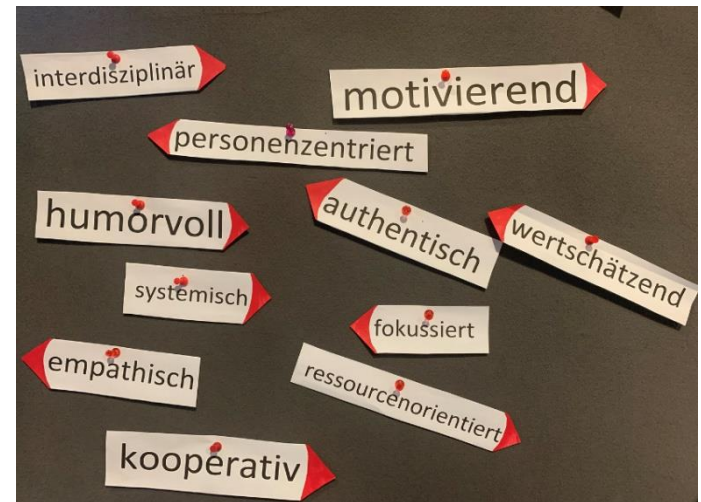 interdisziplinär
motivierend
personenzentriert
humorvoll
authentisch
wertschätzend
systemisch
fokussiert
empathisch
ressourcenorientiert
kooperativ